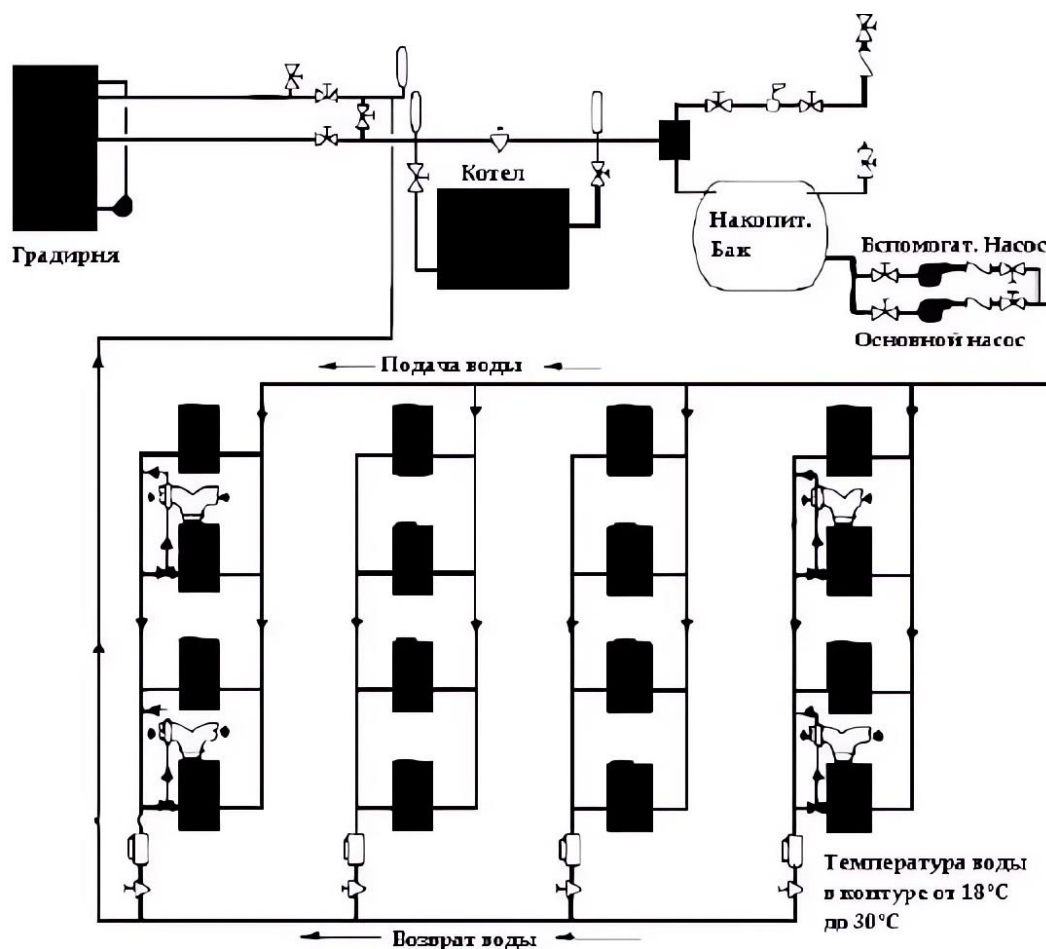 Котел
Градирня
Накопит.
Бак
Вспомогат. Насос
Основной насос
Подача воды
Температура воды
в контуре от 18°C
до 30°C
Возврат воды